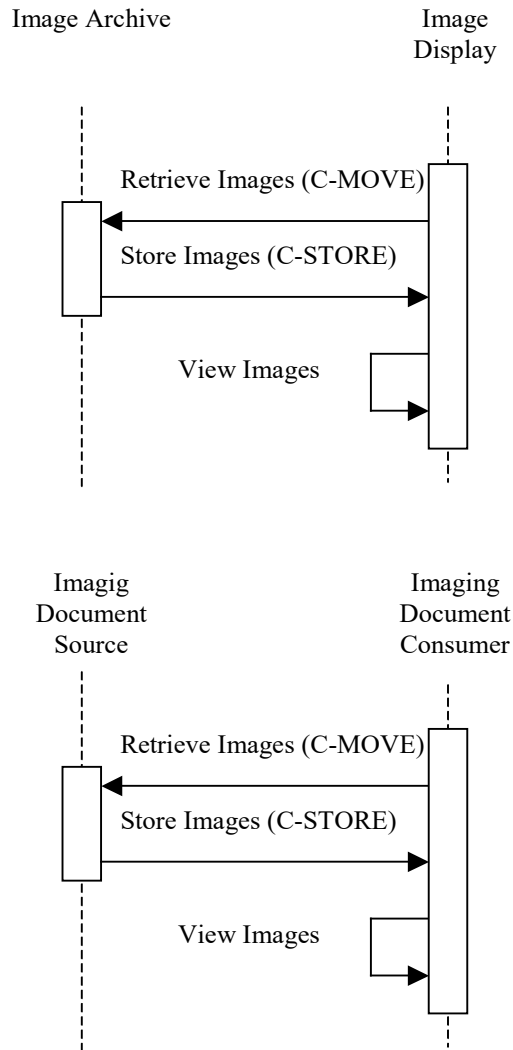 Image Archive
Image
Display
Retrieve Images (C-MOVE)
Store Images (C-STORE)
View Images
Imagig
Document
Source
Imaging
Document
Consumer
Retrieve Images (C-MOVE)
Store Images (C-STORE)
View Images